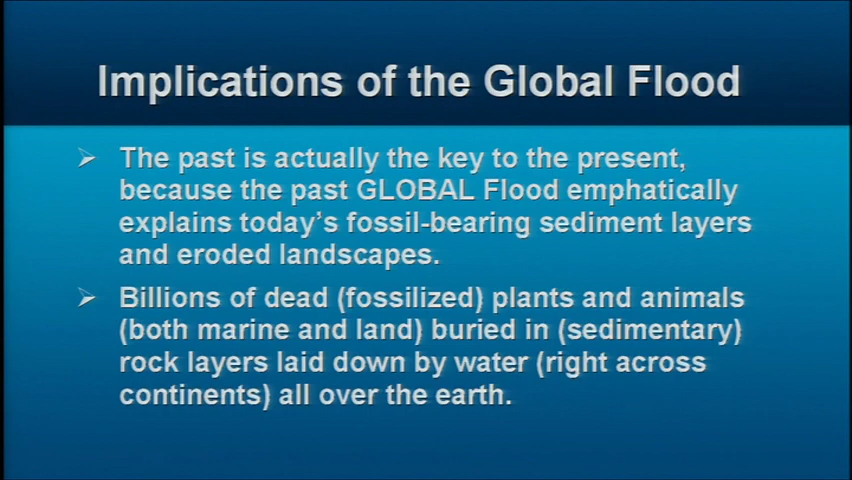 Implications of the Global Flood
The past is actually the key to the present,
because the past GLOBAL Flood emphatically
explains today's fossil-bearing sediment layers
and eroded landscapes.
Billions of dead (fossilized) plants and animals
(both marine and land) buried in (sedimentary)
rock layers laid down by water (right across
continents) all over the earth.